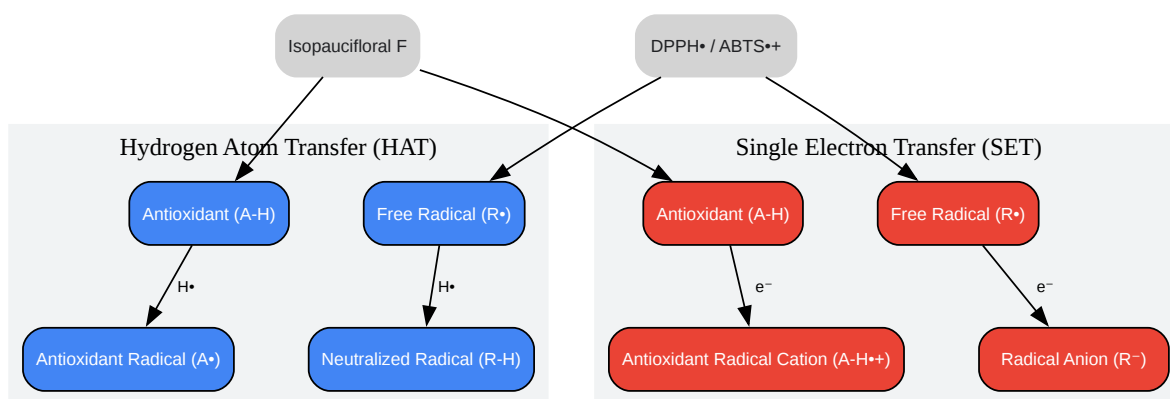 Isopaucifloral F
DPPH• / ABTS•+
Hydrogen Atom Transfer (HAT)
Single Electron Transfer (SET)
Antioxidant (A-H)
Free Radical (R•)
Antioxidant (A-H)
Free Radical (R•)
H•
H•
e⁻
e⁻
Antioxidant Radical (A•)
Neutralized Radical (R-H)
Antioxidant Radical Cation (A-H•+)
Radical Anion (R⁻)